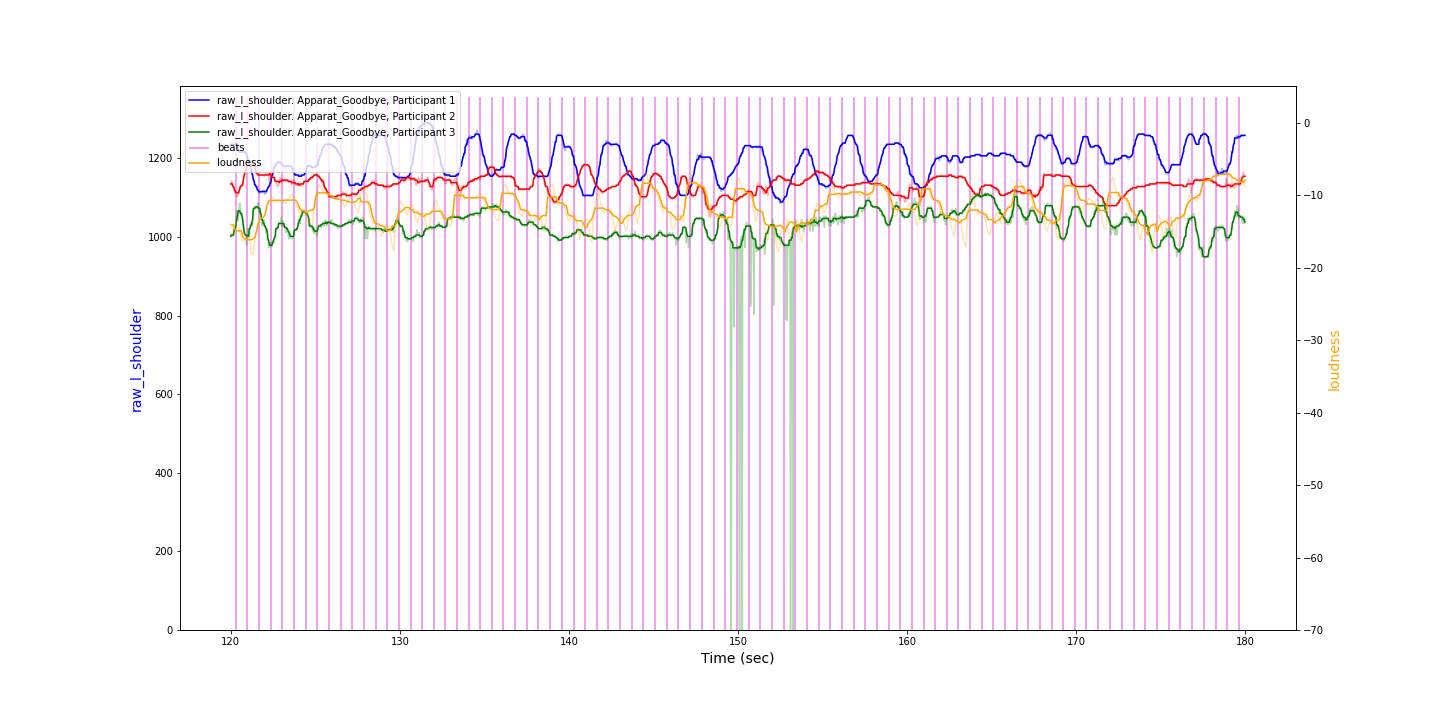 raw_l_shoulder. Apparat_Goodbye, Participant 1
raw_l_shoulder. Apparat_Goodbye, Participant 2
raw_l_shoulder. Apparat_Goodbye, Participant 3
beats
loudness
raw_l_shoulder
1200
1000
800
600
400
200
0
0
−10
−20
−30
−40
−50
−60
−70
loudness
120
130
140
150
160
170
180
Time (sec)